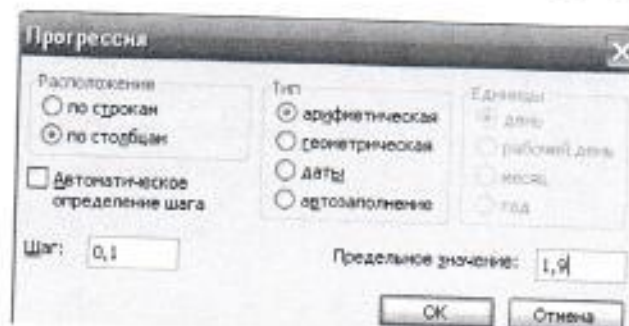 Прогрессия
Расположение
по строкам
по столбцам
Автоматическое
определение шага
Тип
арифметическая
геометрическая
даты
автозаполнение
Единицы
день
рабочий день
месяц
год
Шаг: 0,1
Предельное значение: 1,9
ОК Отмена